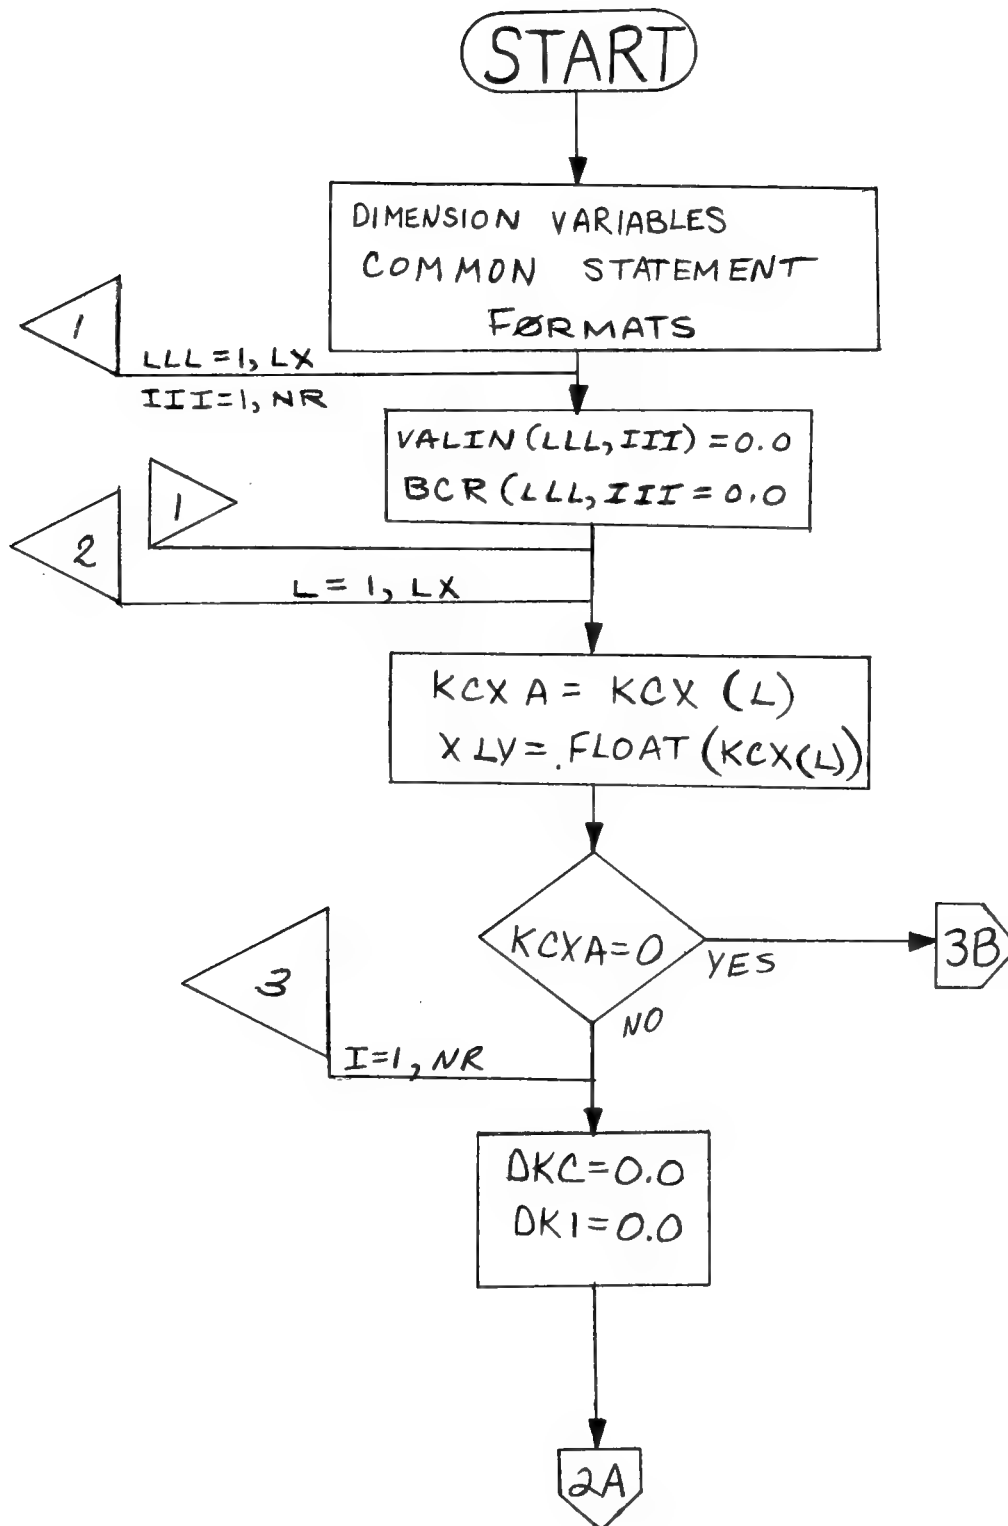 START
DIMENSION VARIABLES
COMMON STATEMENT
FØRMATS
1
LLL=1, LX
III=1, NR
VALIN(LLL,III)=0.0
BCR(LLL,III=0.0
1
2
L=1, LX
KCXA=KCX(L)
XLY=.FLOAT(KCX(L))
KCXA=0
YES
3B
NO
3
I=1, NR
DKC=0.0
DK1=0.0
2A